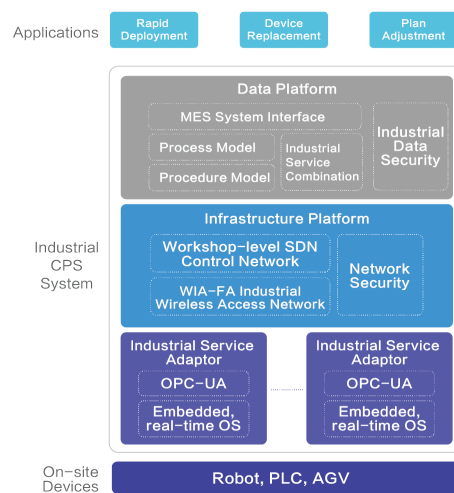 Applications
Rapid
Deployment
Device
Replacement
Plan
Adjustment
Industrial
CPS
System
Data Platform
MES System Interface
Process Model
Procedure Model
Industrial
Service
Combination
Industrial
Data
Security
Infrastructure Platform
Workshop-level SDN
Control Network
WIA-FA Industrial
Wireless Access Network
Network
Security
Industrial Service
Adaptor
OPC-UA
Embedded,
real-time OS
Industrial Service
Adaptor
OPC-UA
Embedded,
real-time OS
On-site
Devices
Robot, PLC, AGV